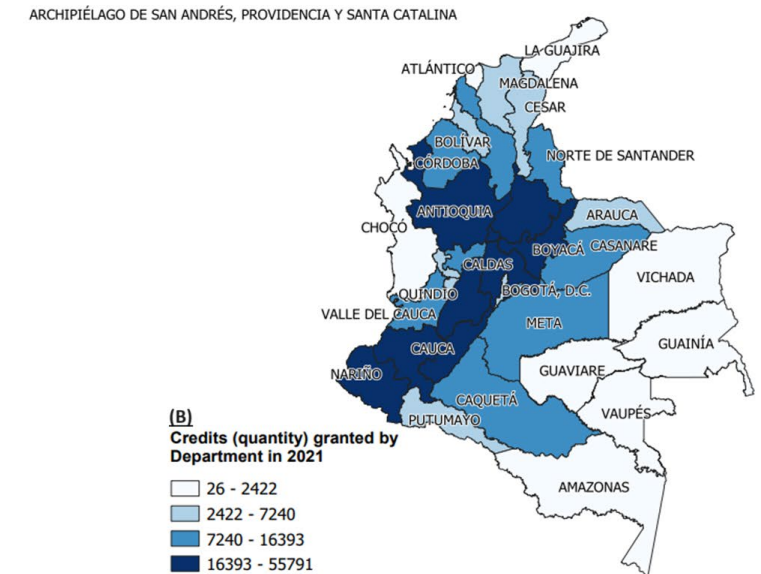 ARCHIPIÉLAGO DE SAN ANDRÉS, PROVIDENCIA Y SANTA CATALINA
LA GUAJIRA
ATLÁNTICO
MAGDALENA
CESAR
BOLÍVAR
NORTE DE SANTANDER
CÓRDOBA
ANTIOQUIA
ARAUCA
CHOCÓ
BOYACÁ
CASANARE
CALDAS
VICHADA
QUINDÍO
BOGOTÁ, D.C.
VALLE DEL CAUCA
META
CAUCA
GUAINÍA
NARIÑO
GUAVIARE
CAQUETÁ
PUTUMAYO
VAUPÉS
(B)
Credits (quantity) granted by
Department in 2021
AMAZONAS
26 - 2422
2422 - 7240
7240 - 16393
16393 - 55791